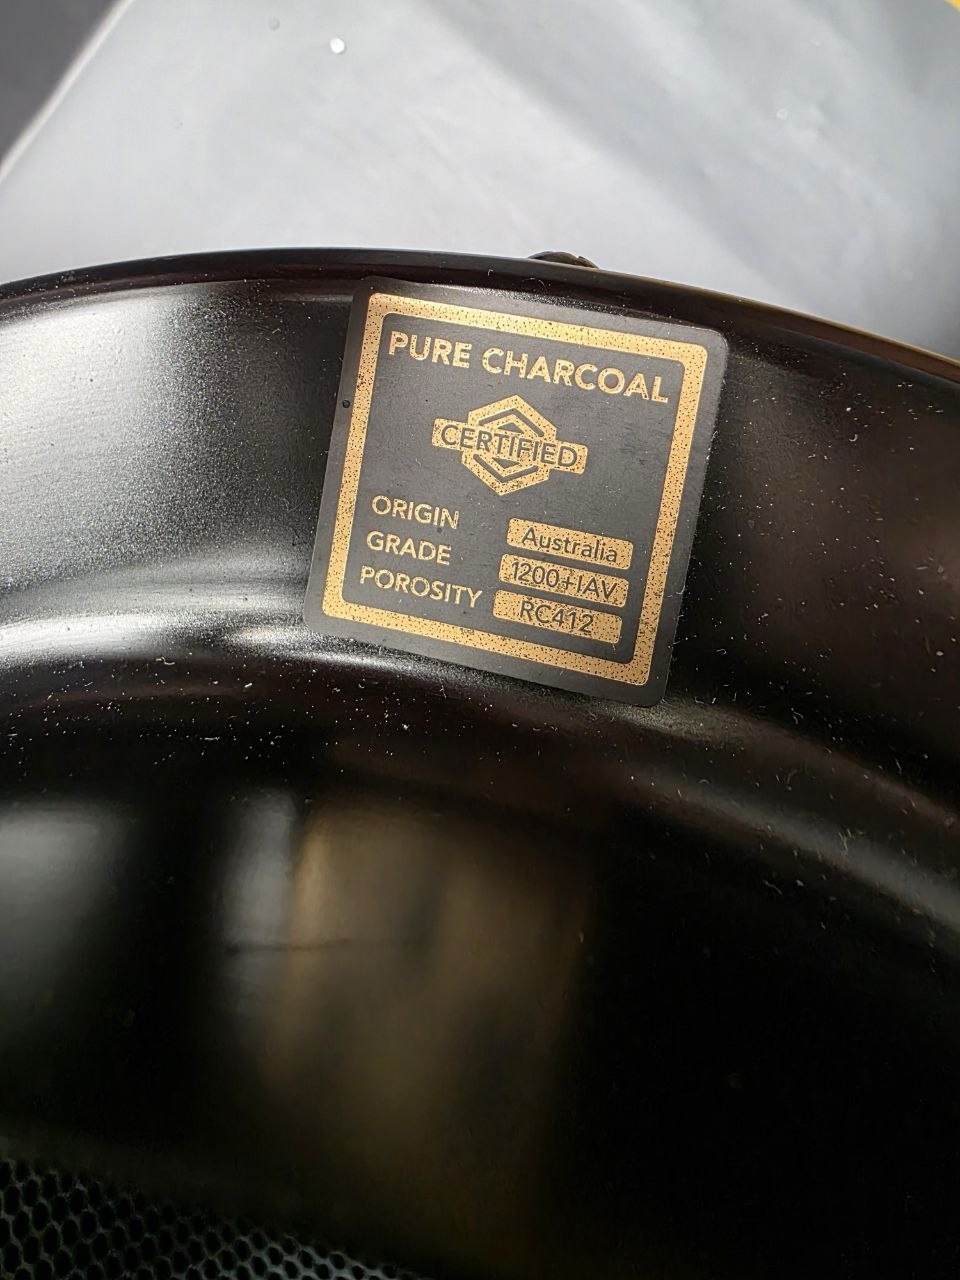 PURE CHARCOAL
CERTIFIED
ORIGIN Australia
GRADE 1200+IAV
POROSITY RC412